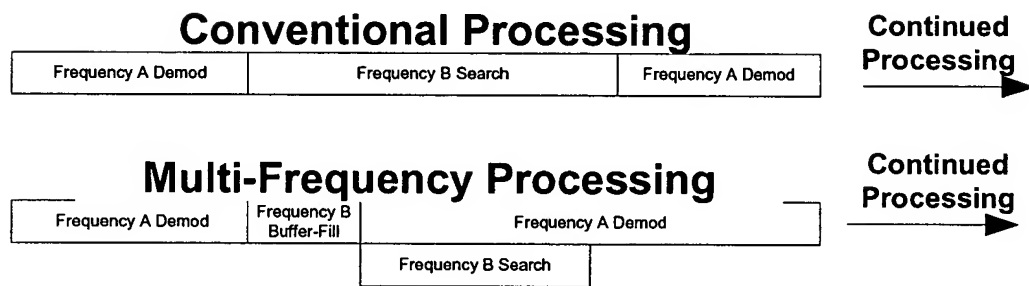 Conventional Processing
Continued
Processing
Frequency A Demod
Frequency B Search
Frequency A Demod
Multi-Frequency Processing
Continued
Processing
Frequency A Demod
Frequency B
Buffer-Fill
Frequency A Demod
Frequency B Search